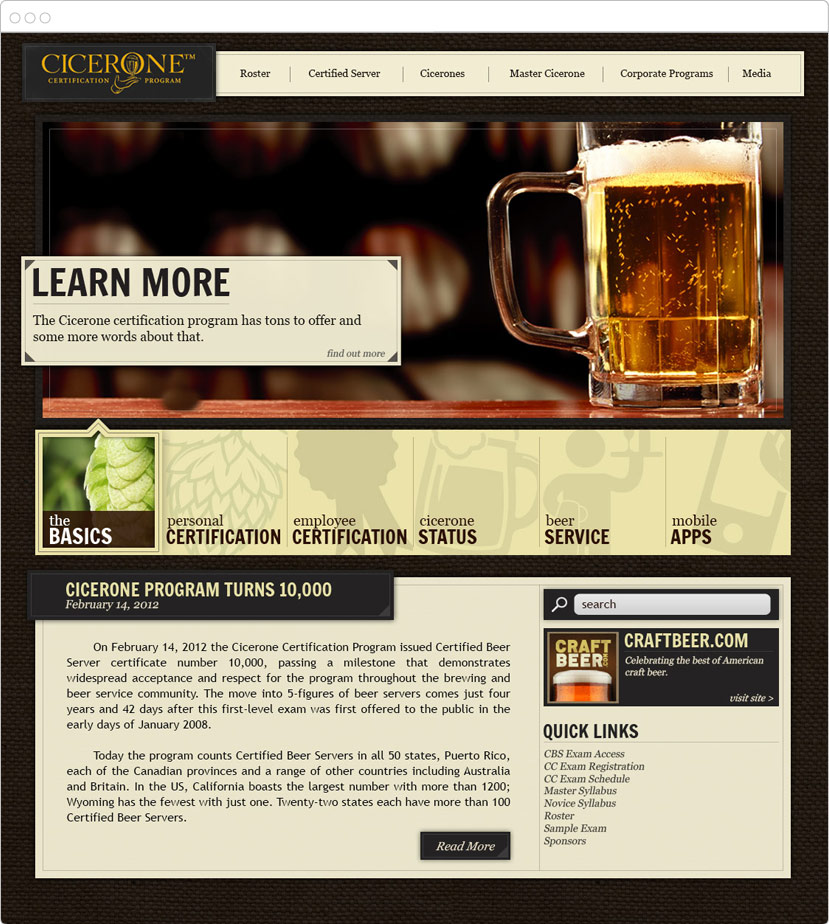 CICERONE™
CERTIFICATION PROGRAM
Roster
Certified Server
Cicerones
Master Cicerone
Corporate Programs
Media
LEARN MORE
The Cicerone certification program has tons to offer and
some more words about that.
find out more
the
BASICS
personal
CERTIFICATION
employee
CERTIFICATION
cicerone
STATUS
beer
SERVICE
mobile
APPS
CICERONE PROGRAM TURNS 10,000
February 14, 2012
On February 14, 2012 the Cicerone Certification Program issued Certified Beer
Server certificate number 10,000, passing a milestone that demonstrates
widespread acceptance and respect for the program throughout the brewing and
beer service community. The move into 5-figures of beer servers comes just four
years and 42 days after this first-level exam was first offered to the public in the
early days of January 2008.
Today the program counts Certified Beer Servers in all 50 states, Puerto Rico,
each of the Canadian provinces and a range of other countries including Australia
and Britain. In the US, California boasts the largest number with more than 1200;
Wyoming has the fewest with just one. Twenty-two states each have more than 100
Certified Beer Servers.
Read More
search
CRAFT
BEER.COM
CRAFTBEER.COM
Celebrating the best of American
craft beer.
visit site >
QUICK LINKS
CBS Exam Access
CC Exam Registration
CC Exam Schedule
Master Syllabus
Novice Syllabus
Roster
Sample Exam
Sponsors